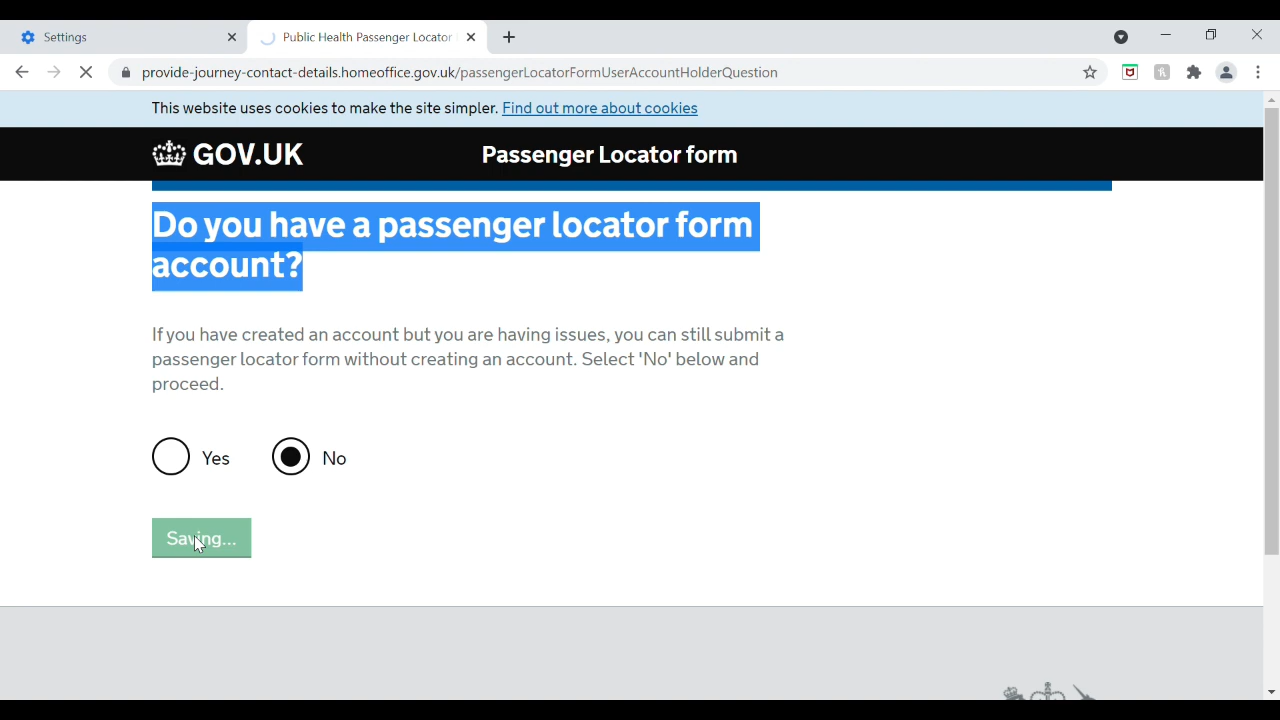 Settings
Public Health Passenger Locator
provide-journey-contact-details.homeoffice.gov.uk/passengerLocatorFormUserAccountHolderQuestion
This website uses cookies to make the site simpler. Find out more about cookies
GOV.UK
Passenger Locator form
Do you have a passenger locator form
account?
If you have created an account but you are having issues, you can still submit a
passenger locator form without creating an account. Select 'No' below and
proceed.
Yes
No
Saving...